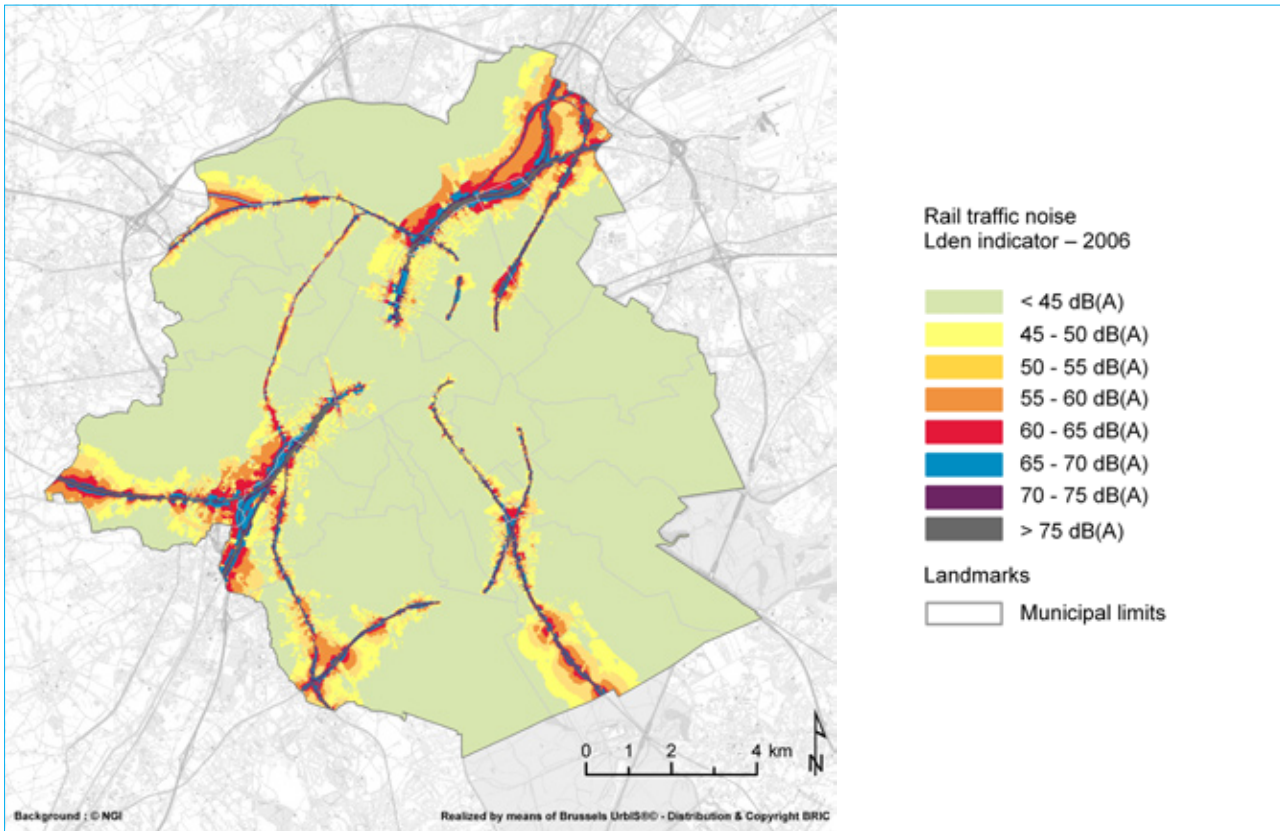 Rail traffic noise
Lden indicator – 2006
< 45 dB(A)
45 - 50 dB(A)
50 - 55 dB(A)
55 - 60 dB(A)
60 - 65 dB(A)
65 - 70 dB(A)
70 - 75 dB(A)
> 75 dB(A)
Landmarks
Municipal limits
0 1 2 4 km
N
Background ; © NGI
Realized by means of Brussels UrbIS®© - Distribution & Copyright BRIC